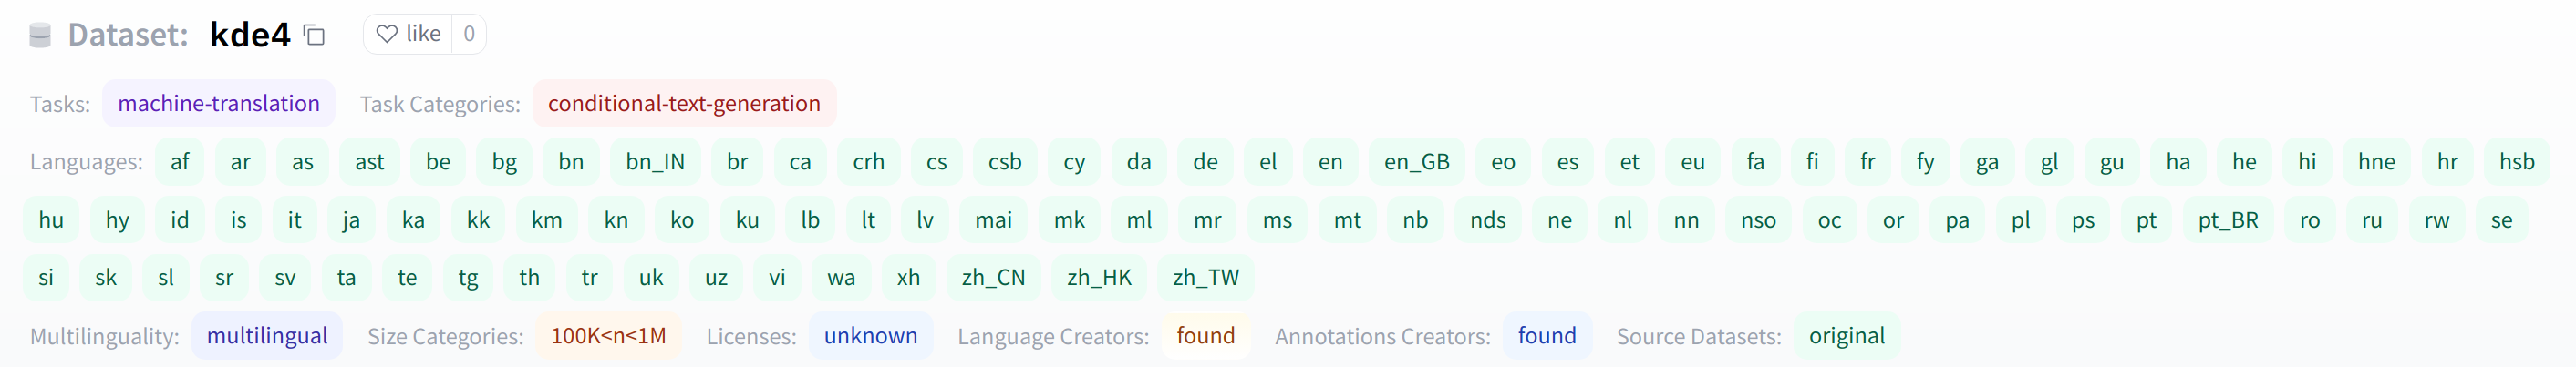 Dataset: kde4 like 0
Tasks: machine-translation Task Categories: conditional-text-generation
Languages: af ar as ast be bg bn bn_IN br ca crh cs csb cy da de el en en_GB eo es et eu fa fi fr fy ga gl gu ha he hi hne hr hsb
hu hy id is it ja ka kk km kn ko ku lb lt lv mai mk ml mr ms mt nb nds ne nl nn nso oc or pa pl ps pt pt_BR ro ru rw se
si sk sl sr sv ta te tg th tr uk uz vi wa xh zh_CN zh_HK zh_TW
Multilinguality: multilingual Size Categories: 100K<n<1M Licenses: unknown Language Creators: found Annotations Creators: found Source Datasets: original